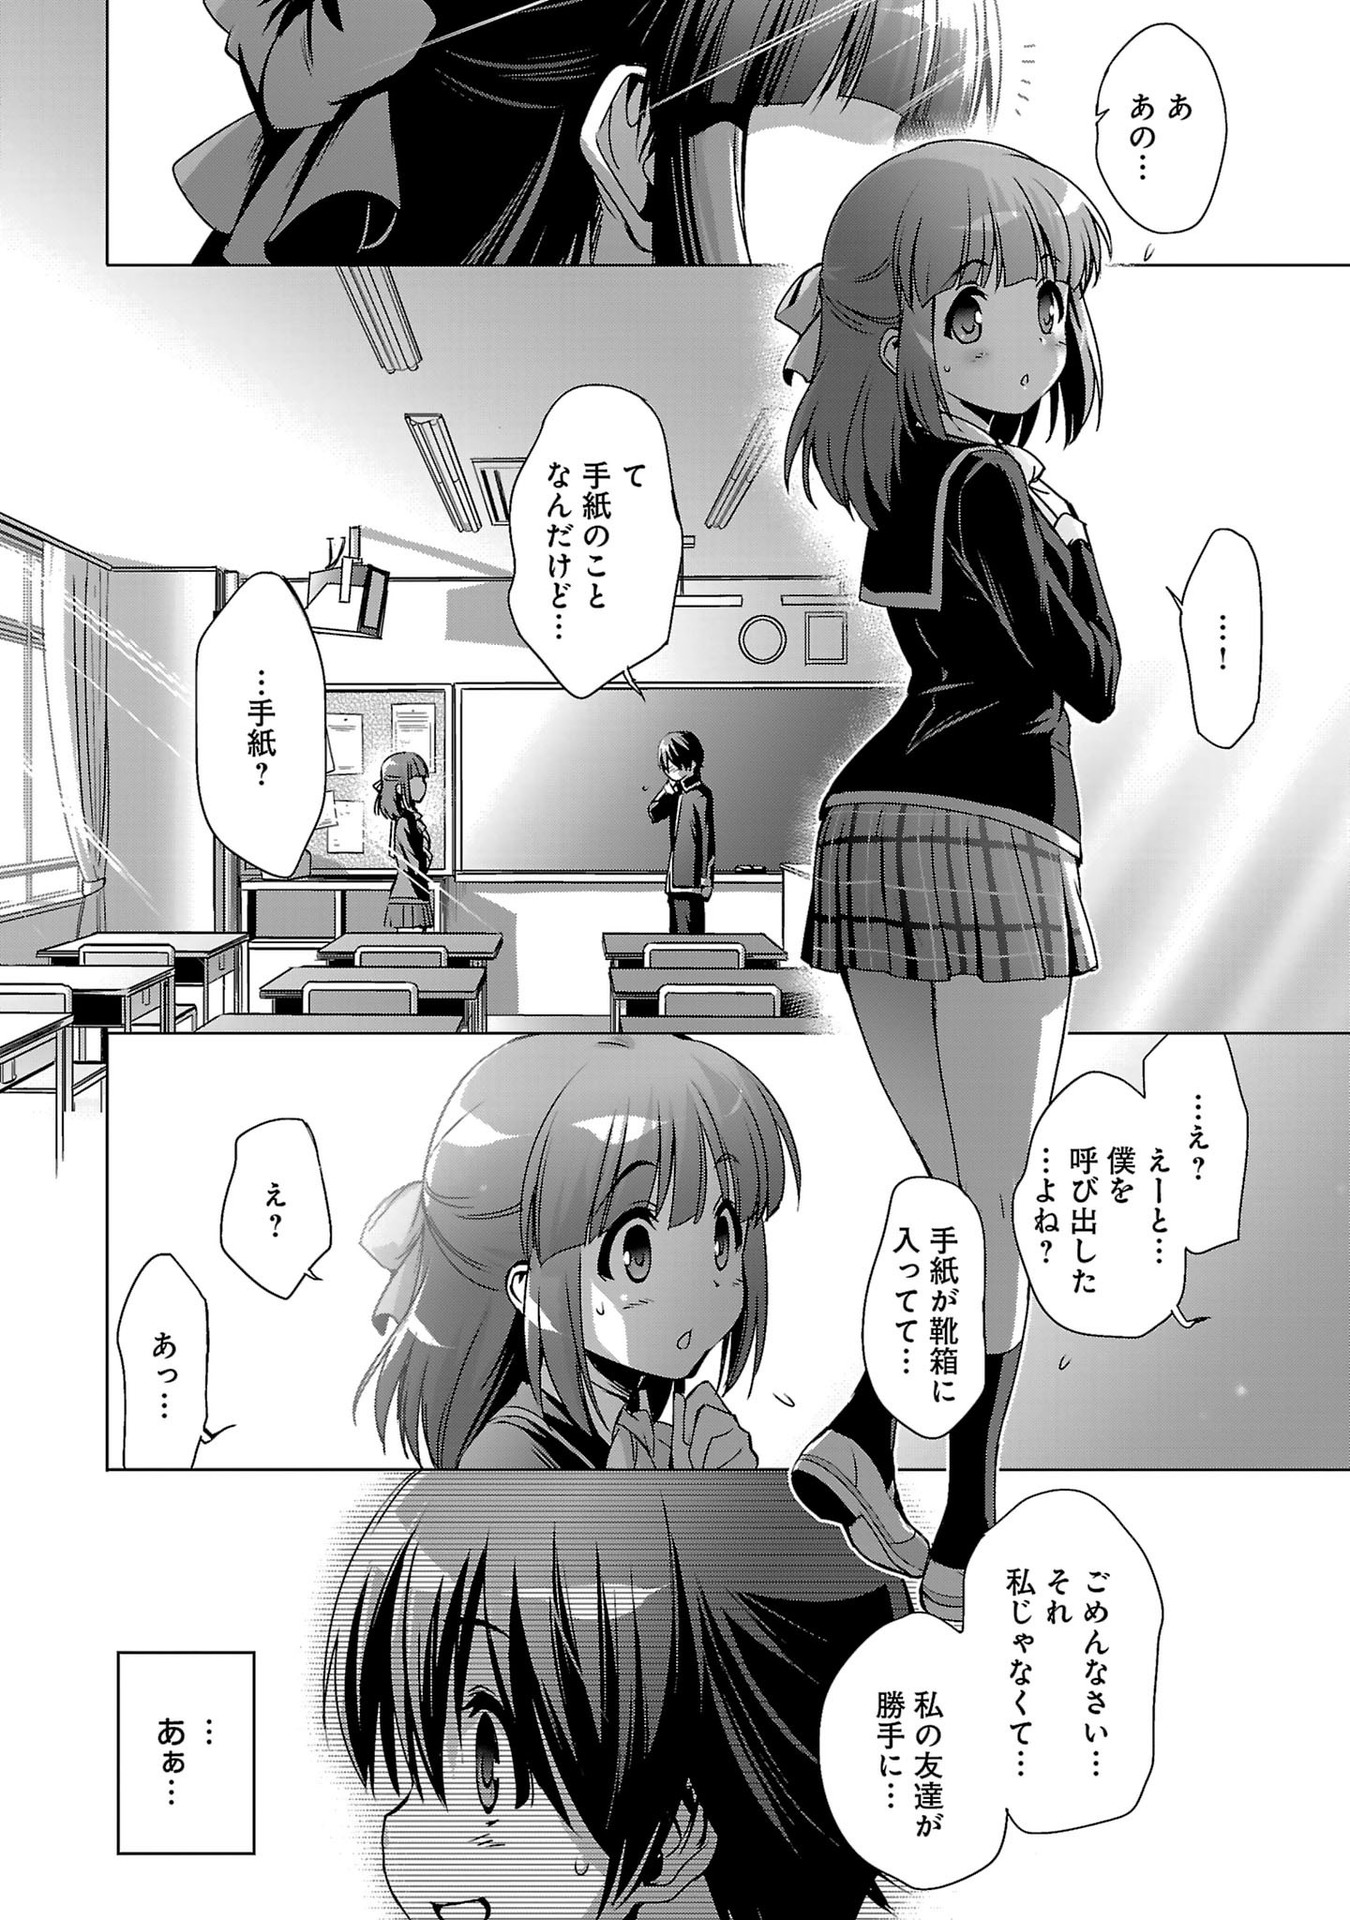 あ
あの…
…！
て
手紙のこと
なんだけど…
…手紙？
…え？
えーと…
僕を
呼び出した
…よね？
手紙が靴箱に
入ってて…
え？
あっ…
ごめんなさい…
それ
私じゃなくて…
私の友達が
勝手に…
…
あぁ…